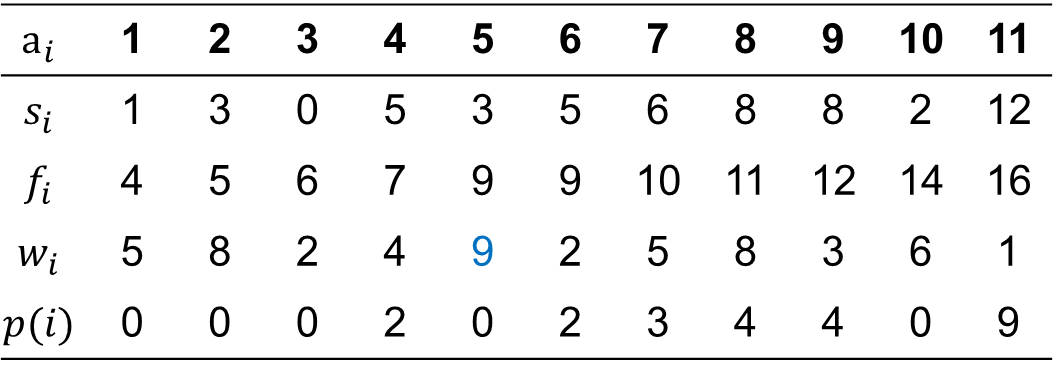 aᵢ 1 2 3 4 5 6 7 8 9 10 11
sᵢ 1 3 0 5 3 5 6 8 8 2 12
fᵢ 4 5 6 7 9 9 10 11 12 14 16
wᵢ 5 8 2 4 9 2 5 8 3 6 1
p(i) 0 0 0 2 0 2 3 4 4 0 9